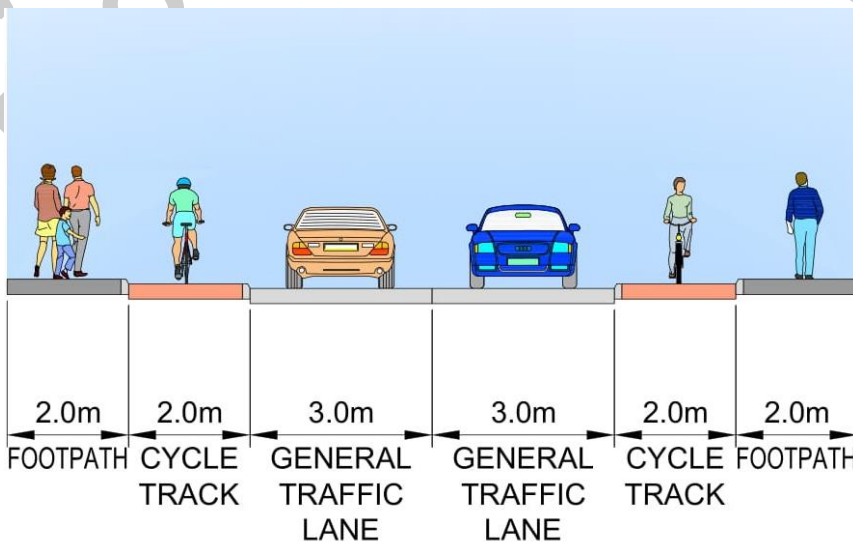 2.0m 2.0m 3.0m 3.0m 2.0m 2.0m
FOOTPATH CYCLE GENERAL GENERAL CYCLE FOOTPATH
TRACK TRAFFIC TRAFFIC TRACK
LANE LANE